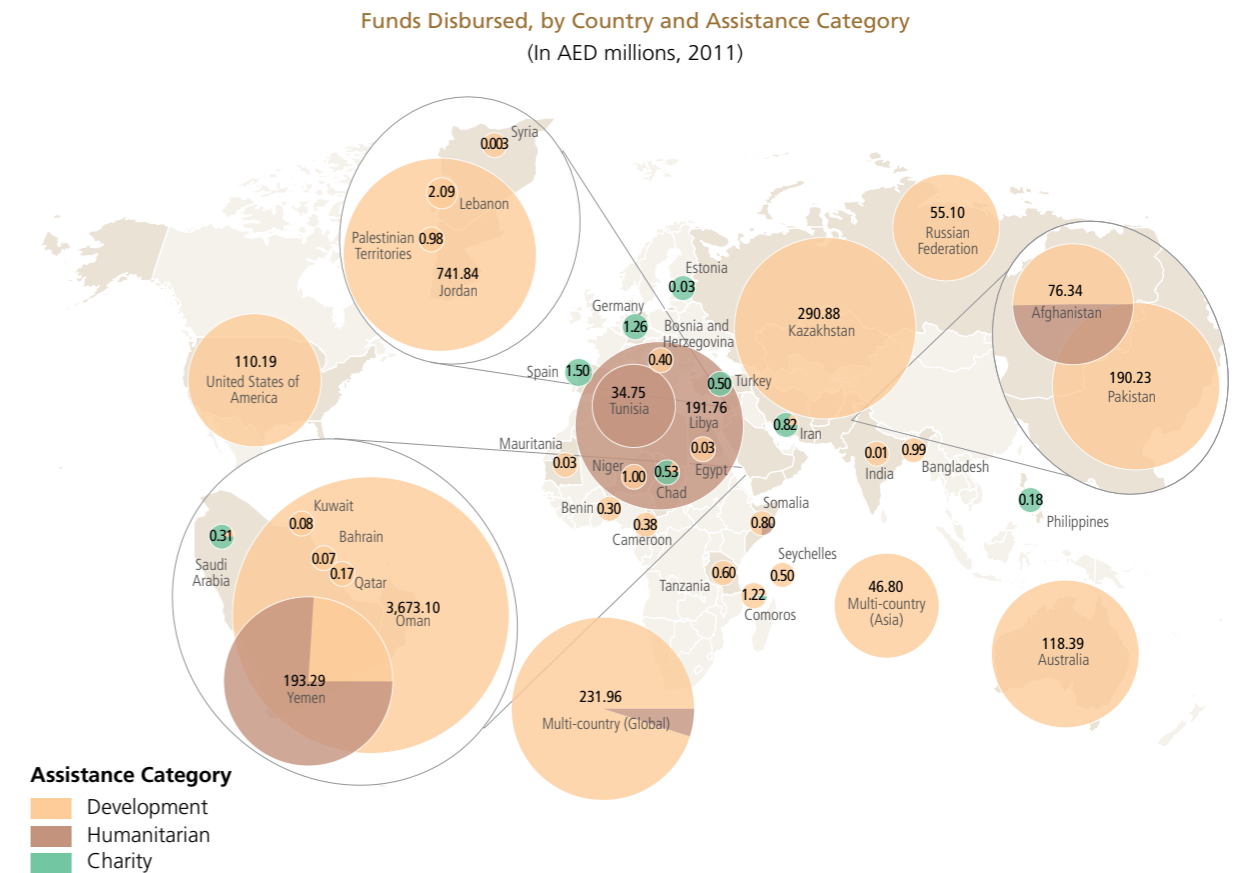 Funds Disbursed, by Country and Assistance Category
(In AED millions, 2011)
0.003
Syria
2.09
Lebanon
Palestinian
Territories
0.98
741.84
Jordan
55.10
Russian
Federation
Estonia
0.03
Germany
1.26
Bosnia and
Herzegovina
0.40
290.88
Kazakhstan
76.34
Afghanistan
190.23
Pakistan
110.19
United States of
America
Spain
1.50
0.50
Turkey
34.75
Tunisia
191.76
Libya
0.82
Iran
Mauritania
0.03
Niger
1.00
0.53
Chad
0.03
Egypt
0.01
India
0.99
Bangladesh
Benin
0.30
0.38
Cameroon
Somalia
0.80
0.18
Philippines
Kuwait
0.08
Bahrain
0.07
0.17
Qatar
0.31
Saudi
Arabia
3,673.10
Oman
193.29
Yemen
Tanzania
0.60
Seychelles
0.50
1.22
Comoros
46.80
Multi-country
(Asia)
118.39
Australia
231.96
Multi-country (Global)
Assistance Category
Development
Humanitarian
Charity